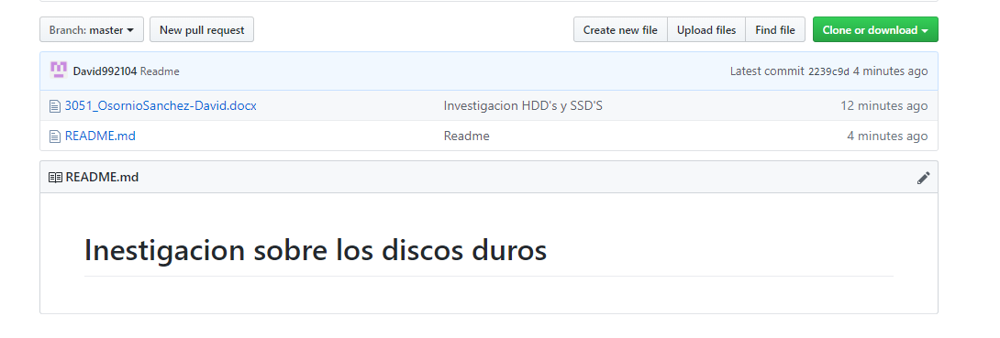 Branch: master New pull request Create new file Upload files Find file Clone or download
David992104 Readme Latest commit 2239c9d 4 minutes ago
3051_OsornioSanchez-David.docx Investigacion HDD's y SSD'S 12 minutes ago
README.md Readme 4 minutes ago
README.md
Inestigacion sobre los discos duros